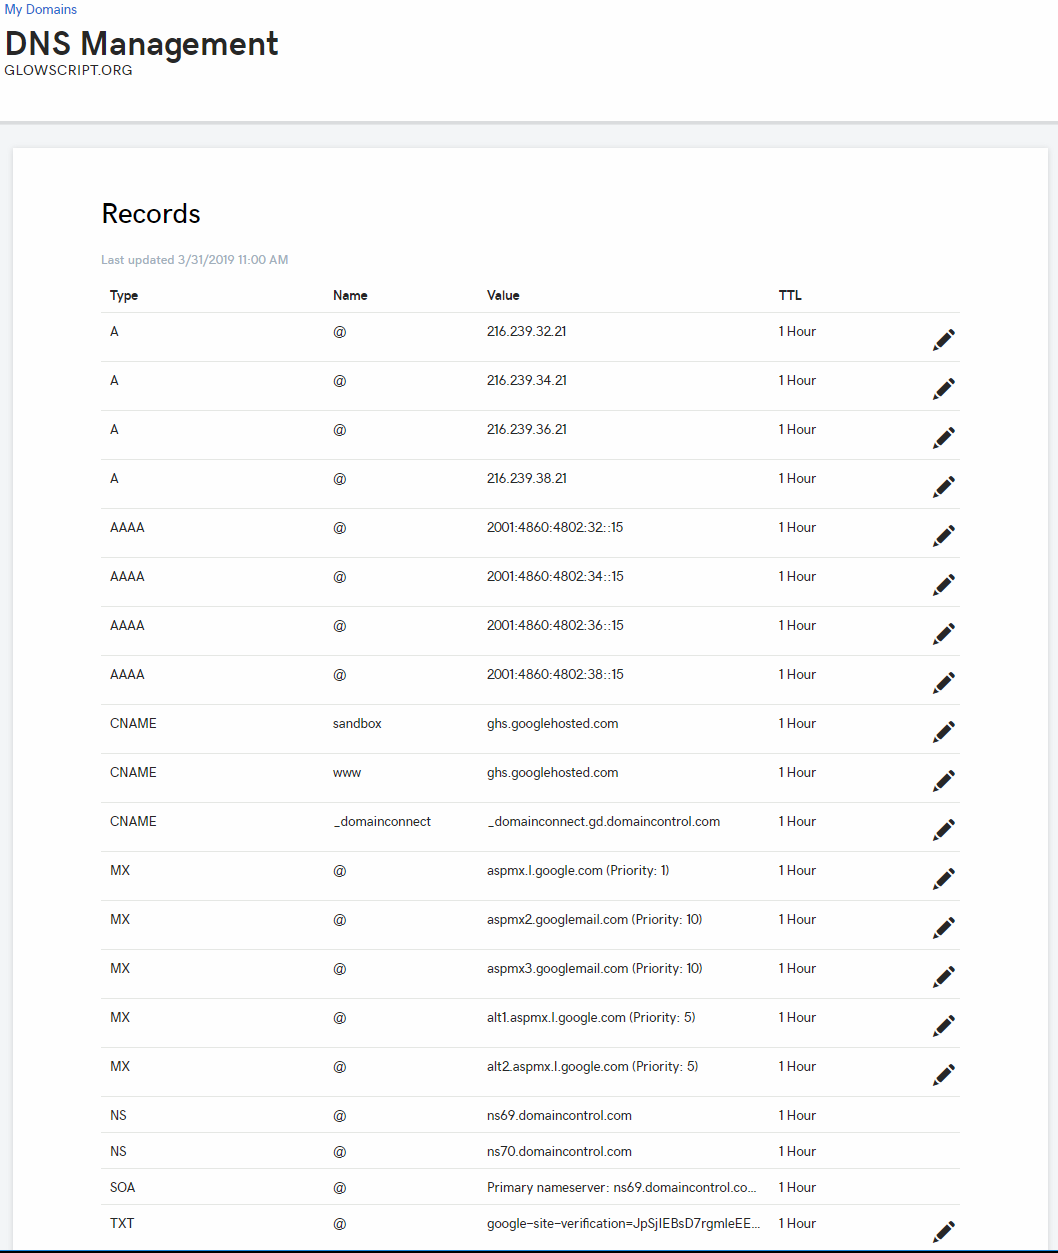 My Domains
DNS Management
GLOWSCRIPT.ORG
Records
Last updated 3/31/2019 11:00 AM
Type Name Value TTL
A @ 216.239.32.21 1 Hour
A @ 216.239.34.21 1 Hour
A @ 216.239.36.21 1 Hour
A @ 216.239.38.21 1 Hour
AAAA @ 2001:4860:4802:32::15 1 Hour
AAAA @ 2001:4860:4802:34::15 1 Hour
AAAA @ 2001:4860:4802:36::15 1 Hour
AAAA @ 2001:4860:4802:38::15 1 Hour
CNAME sandbox ghs.googlehosted.com 1 Hour
CNAME www ghs.googlehosted.com 1 Hour
CNAME _domainconnect _domainconnect.gd.domaincontrol.com 1 Hour
MX @ aspmx.l.google.com (Priority: 1) 1 Hour
MX @ aspmx2.googlemail.com (Priority: 10) 1 Hour
MX @ aspmx3.googlemail.com (Priority: 10) 1 Hour
MX @ alt1.aspmx.l.google.com (Priority: 5) 1 Hour
MX @ alt2.aspmx.l.google.com (Priority: 5) 1 Hour
NS @ ns69.domaincontrol.com 1 Hour
NS @ ns70.domaincontrol.com 1 Hour
SOA @ Primary nameserver: ns69.domaincontrol.co... 1 Hour
TXT @ google-site-verification=JpSjIEBsD7rgmleEE... 1 Hour